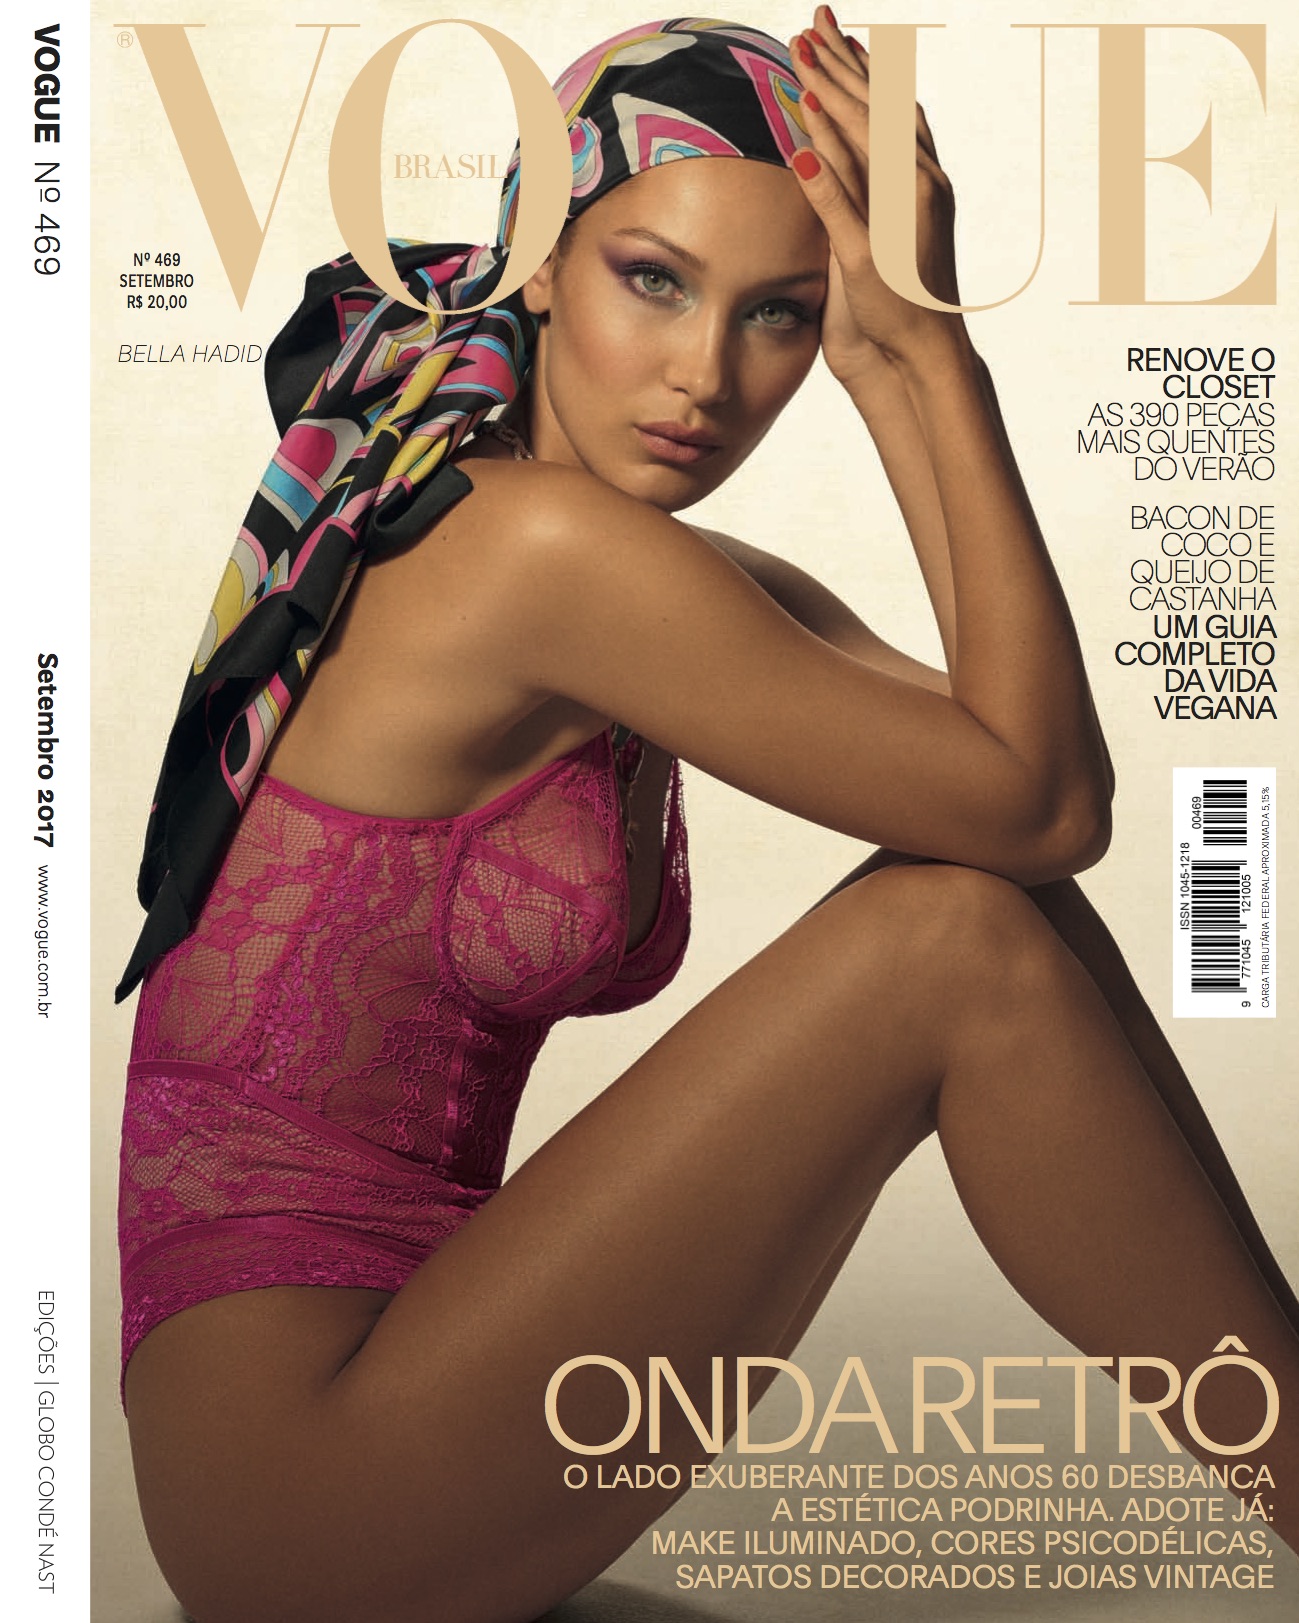 VOGUE Nº 469
Setembro 2017 www.vogue.com.br
EDIÇÕES | GLOBO CONDÉ NAST
VOGUE
®
BRASIL
Nº 469
SETEMBRO
R$ 20,00
BELLA HADID
RENOVE O
CLOSET
AS 390 PEÇAS
MAIS QUENTES
DO VERÃO
BACON DE
COCO E
QUEIJO DE
CASTANHA
UM GUIA
COMPLETO
DA VIDA
VEGANA
ISSN 1045-1218
00469
9 771045 121005
CARGA TRIBUTÁRIA FEDERAL APROXIMADA 5,15%
ONDA RETRÔ
O LADO EXUBERANTE DOS ANOS 60 DESBANCA
A ESTÉTICA PODRINHA. ADOTE JÁ:
MAKE ILUMINADO, CORES PSICODÉLICAS,
SAPATOS DECORADOS E JOIAS VINTAGE